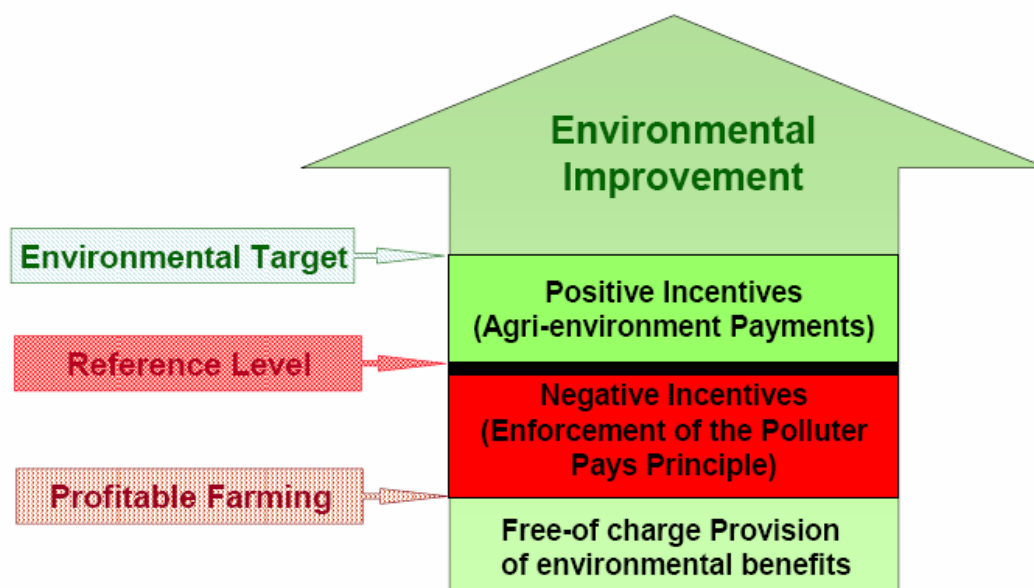 Environmental
Improvement
Environmental Target
Positive Incentives
(Agri-environment Payments)
Reference Level
Negative Incentives
(Enforcement of the Polluter
Pays Principle)
Profitable Farming
Free-of charge Provision
of environmental benefits